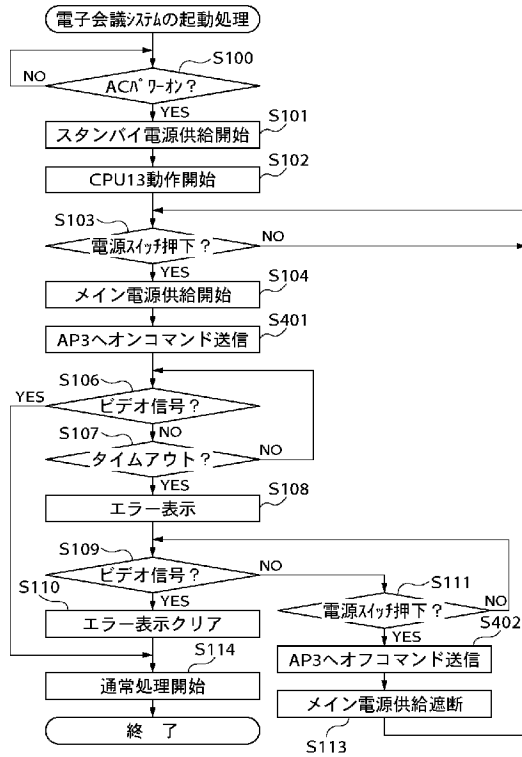 電子会議システムの起動処理
S100
ACパワーオン？
NO
YES
S101
スタンバイ電源供給開始
S102
CPU13動作開始
S103
電源スイッチ押下？
NO
YES
S104
メイン電源供給開始
S401
AP3へオンコマンド送信
S106
YES
ビデオ信号？
NO
S107
タイムアウト？
NO
YES
S108
エラー表示
S109
ビデオ信号？
NO
YES
S110
エラー表示クリア
S111
電源スイッチ押下？
NO
YES
S402
AP3へオフコマンド送信
S114
通常処理開始
メイン電源供給遮断
S113
終 了